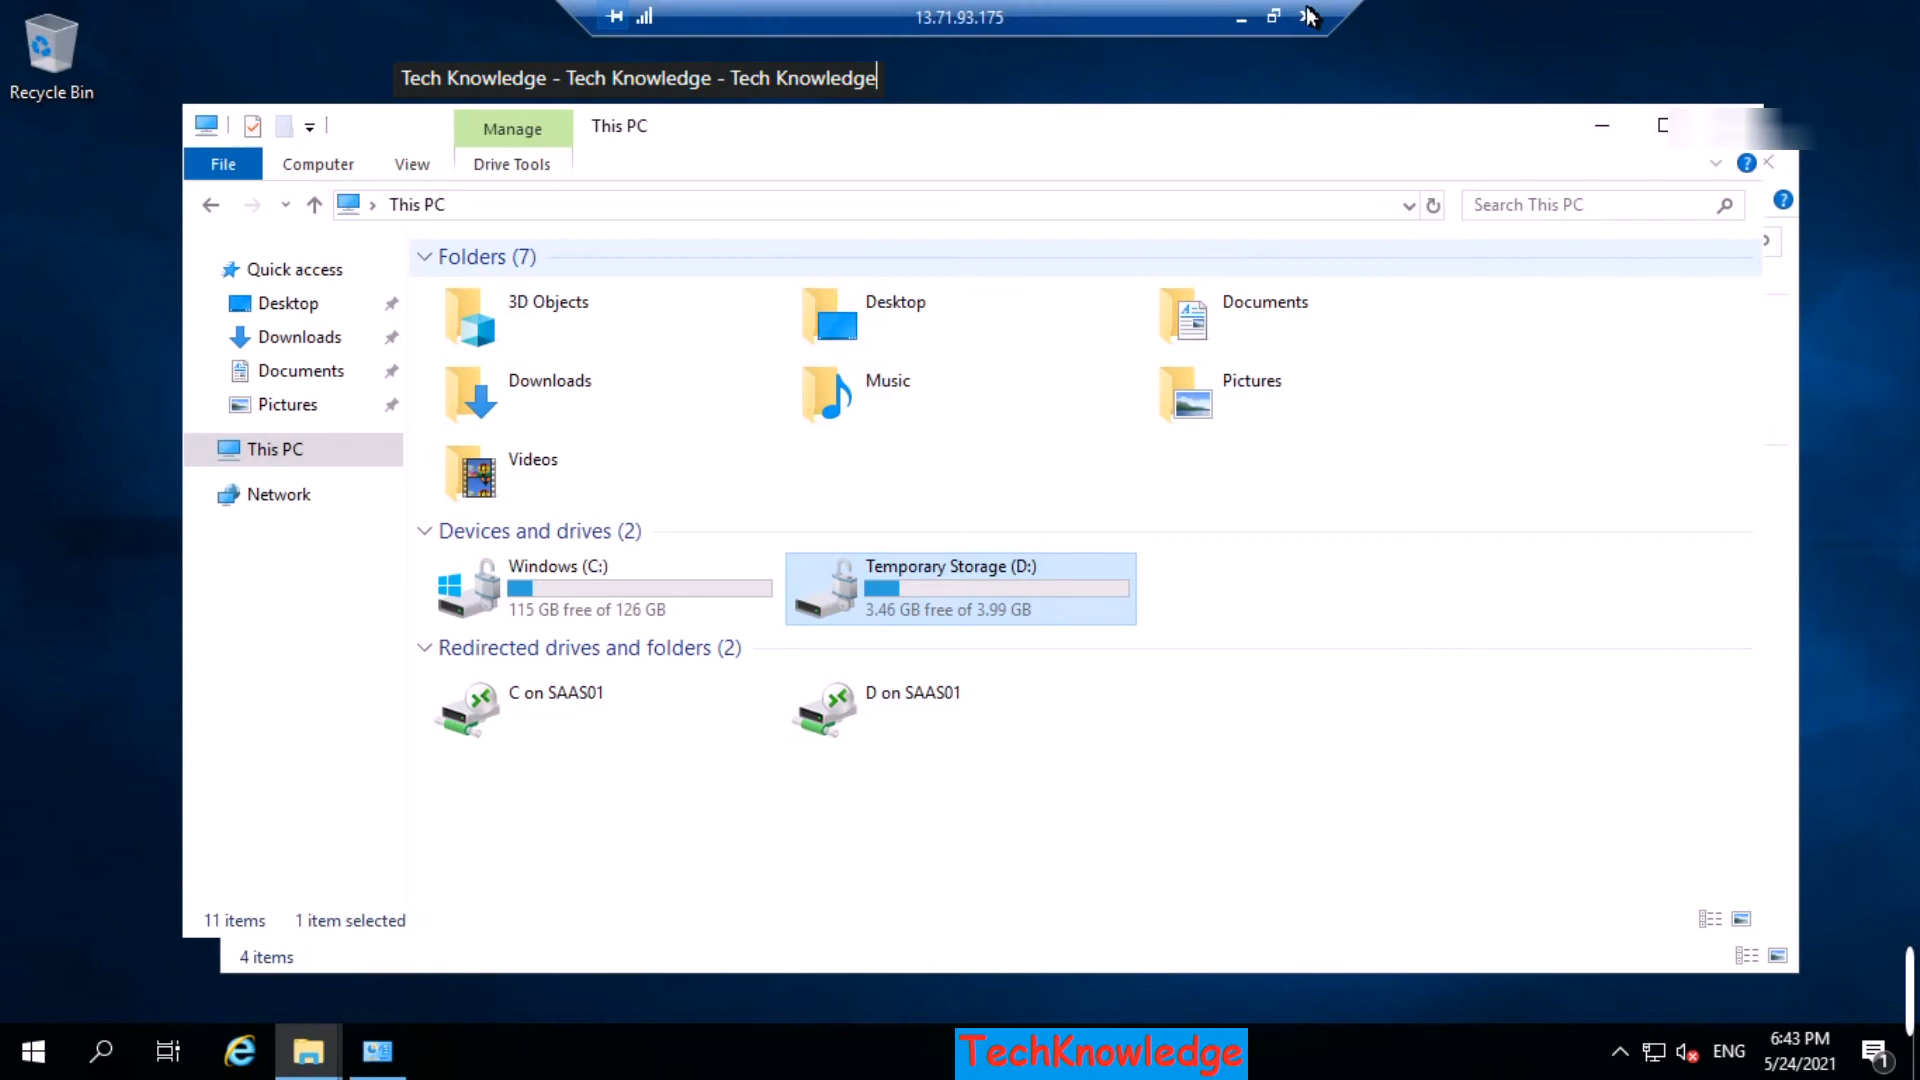 13.71.93.175
Recycle Bin
Tech Knowledge - Tech Knowledge - Tech Knowledge
Manage
This PC
File
Computer
View
Drive Tools
This PC
Search This PC
Quick access
Desktop
Downloads
Documents
Pictures
This PC
Network
Folders (7)
3D Objects
Desktop
Documents
Downloads
Music
Pictures
Videos
Devices and drives (2)
Windows (C:)
115 GB free of 126 GB
Temporary Storage (D:)
3.46 GB free of 3.99 GB
Redirected drives and folders (2)
C on SAAS01
D on SAAS01
11 items
1 item selected
4 items
TechKnowledge
ENG
6:43 PM
5/24/2021
1